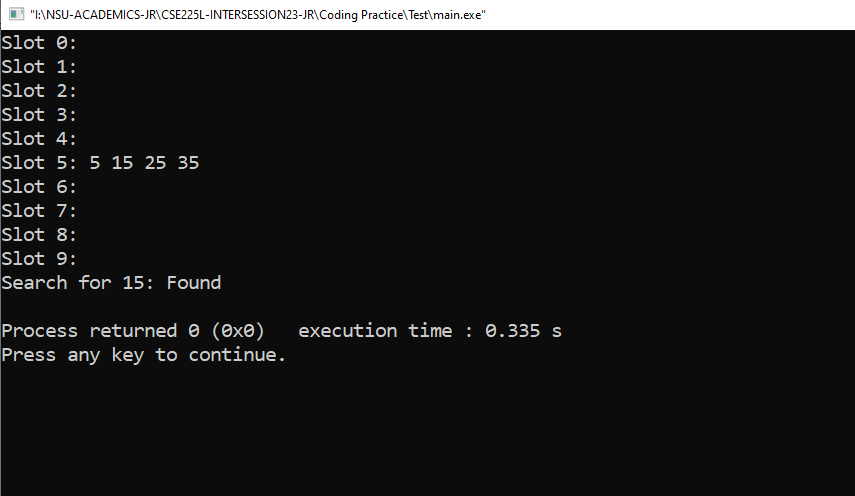 "I:\NSU-ACADEMICS-JR\CSE225L-INTERSESSION23-JR\Coding Practice\Test\main.exe"
Slot 0:
Slot 1:
Slot 2:
Slot 3:
Slot 4:
Slot 5: 5 15 25 35
Slot 6:
Slot 7:
Slot 8:
Slot 9:
Search for 15: Found
Process returned 0 (0x0)   execution time : 0.335 s
Press any key to continue.